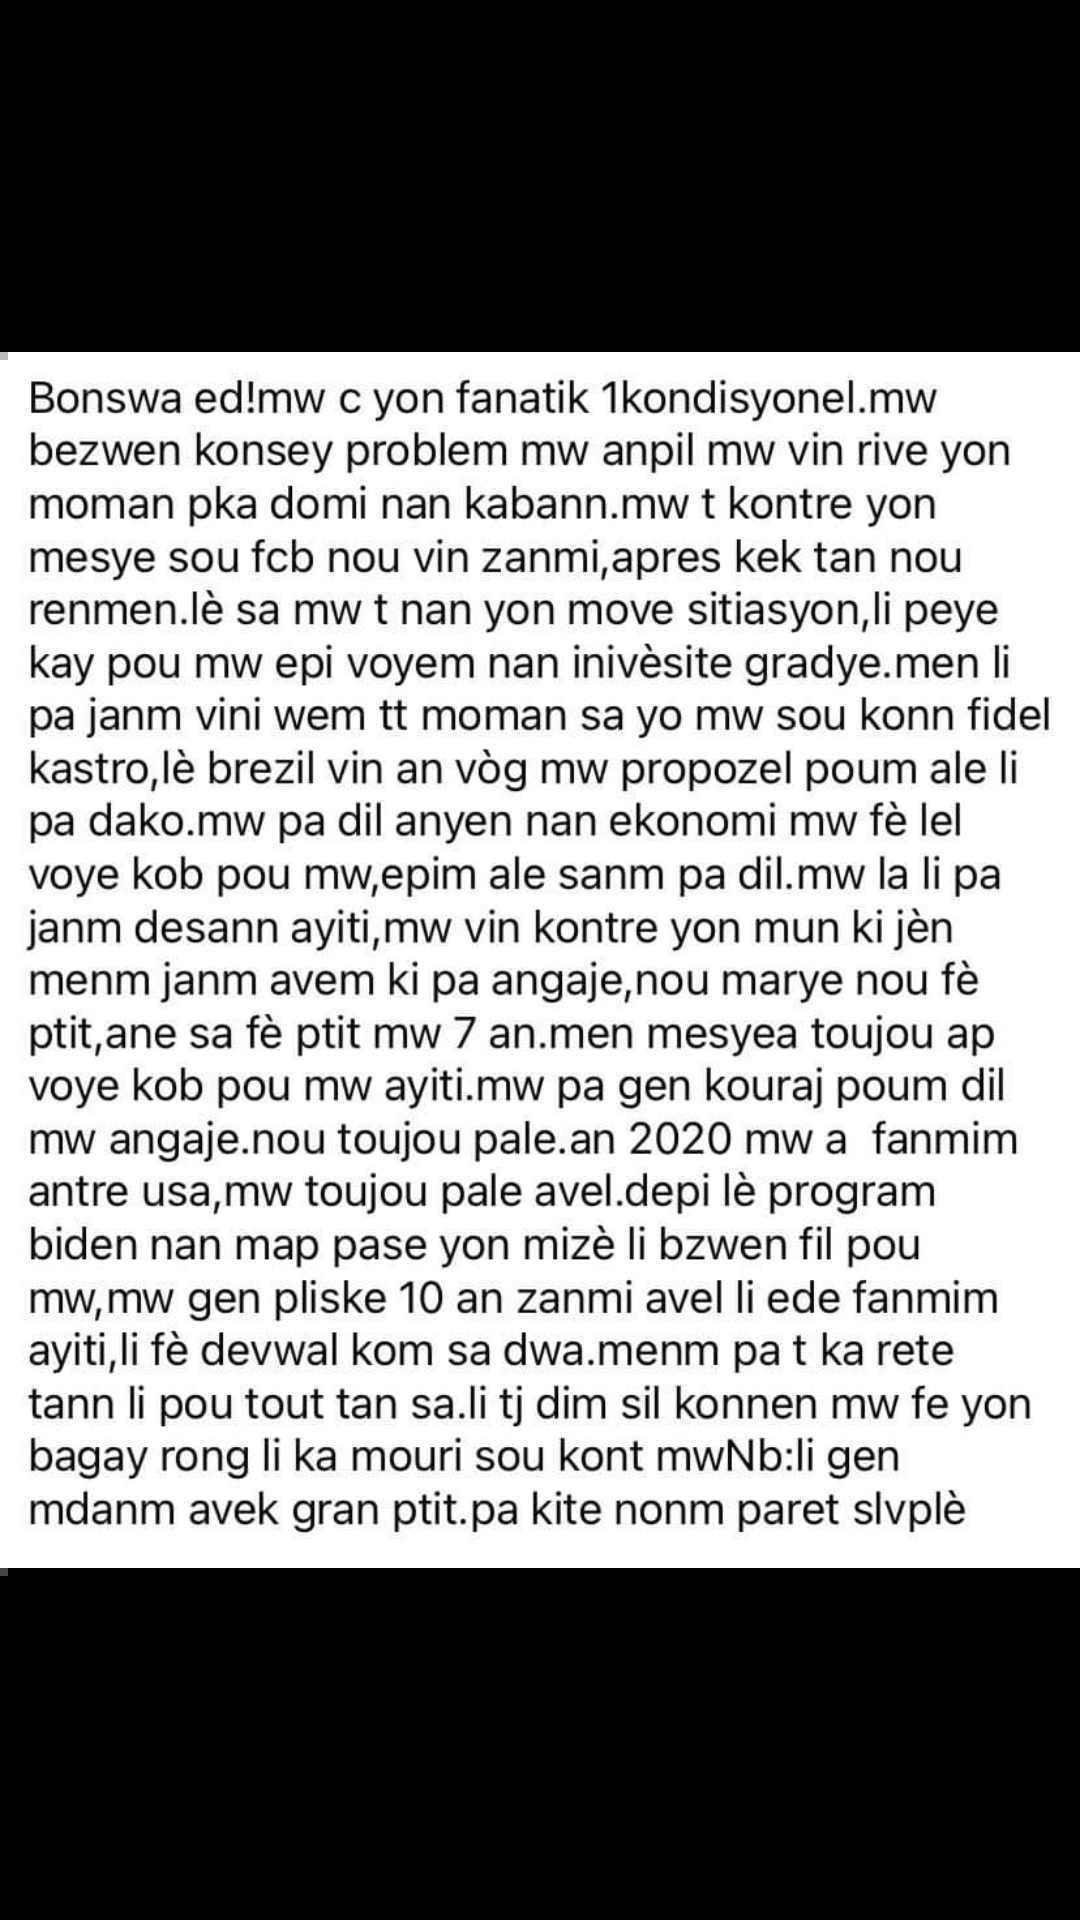 Bonswa ed!mw c yon fanatik 1kondisyonel.mw
bezwen konsey problem mw anpil mw vin rive yon
moman pka domi nan kabann.mw t kontre yon
mesye sou fcb nou vin zanmi,apres kek tan nou
renmen.lè sa mw t nan yon move sitiasyon,li peye
kay pou mw epi voyem nan inivèsite gradye.men li
pa janm vini wem tt moman sa yo mw sou konn fidel
kastro,lè brezil vin an vòg mw propozel poum ale li
pa dako.mw pa dil anyen nan ekonomi mw fè lel
voye kob pou mw,epim ale sanm pa dil.mw la li pa
janm desann ayiti,mw vin kontre yon mun ki jèn
menm janm avem ki pa angaje,nou marye nou fè
ptit,ane sa fè ptit mw 7 an.men mesyea toujou ap
voye kob pou mw ayiti.mw pa gen kouraj poum dil
mw angaje.nou toujou pale.an 2020 mw a  fanmim
antre usa,mw toujou pale avel.depi lè program
biden nan map pase yon mizè li bzwen fil pou
mw,mw gen pliske 10 an zanmi avel li ede fanmim
ayiti,li fè devwal kom sa dwa.menm pa t ka rete
tann li pou tout tan sa.li tj dim sil konnen mw fe yon
bagay rong li ka mouri sou kont mwNb:li gen
mdanm avek gran ptit.pa kite nonm paret slvplè